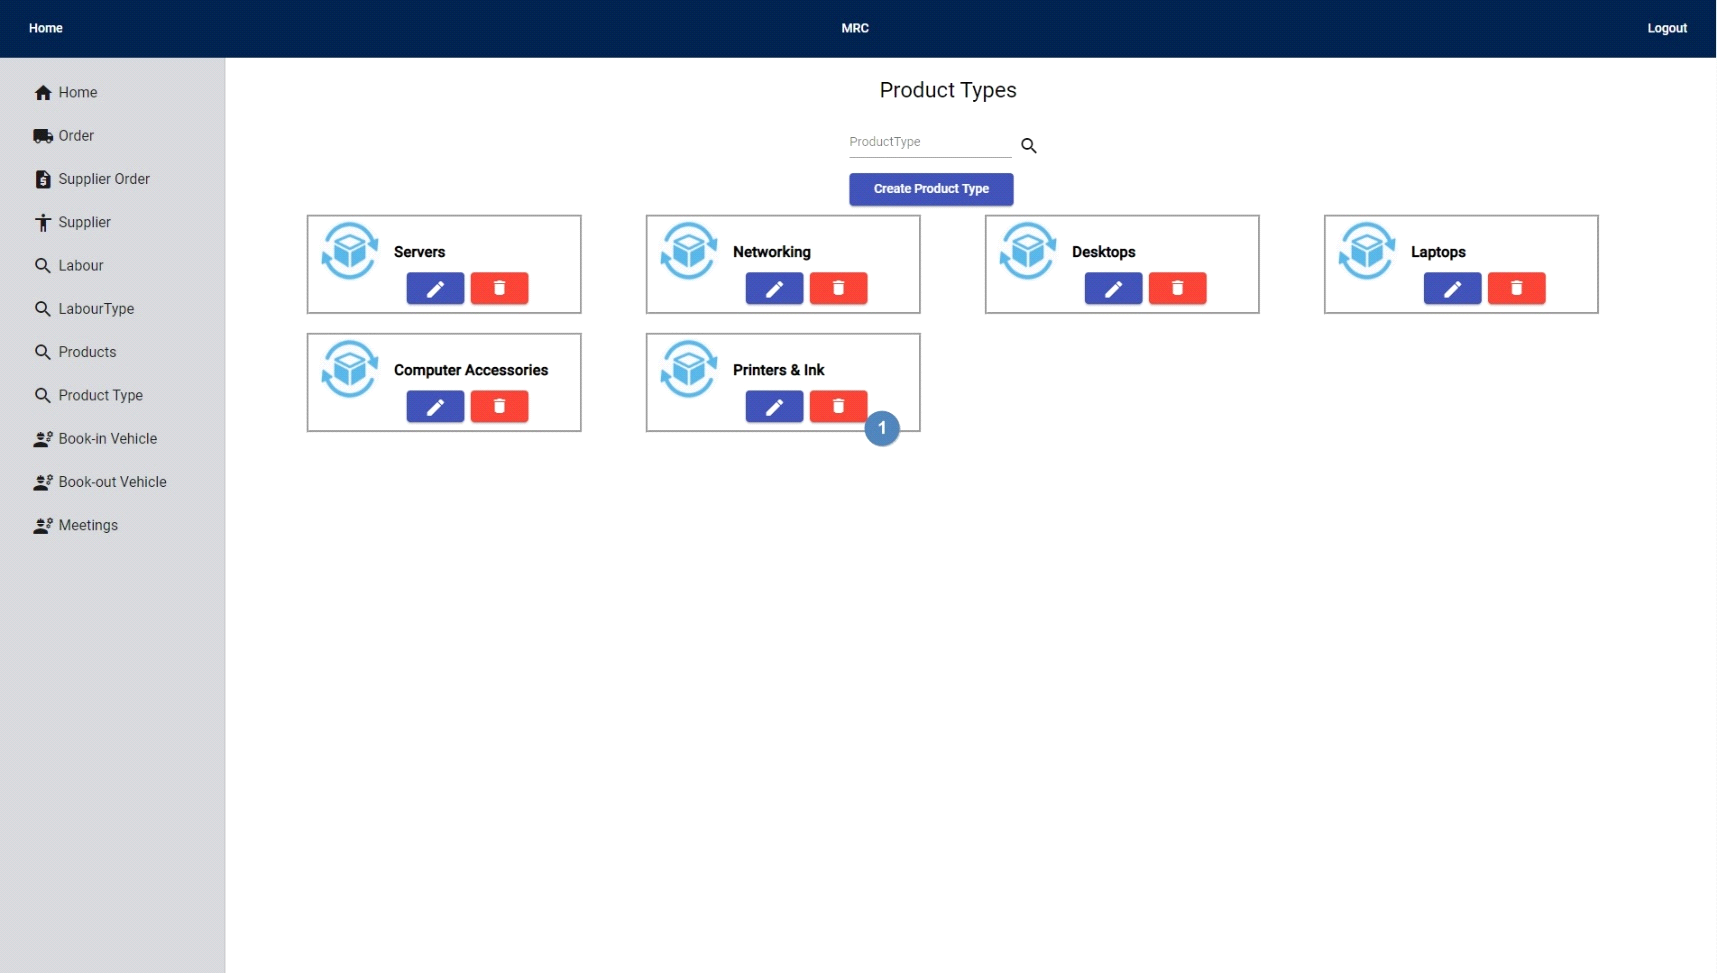 Home
MRC
Logout
Home
Order
Supplier Order
Supplier
Labour
LabourType
Products
Product Type
Book-in Vehicle
Book-out Vehicle
Meetings
Product Types
ProductType
Create Product Type
Servers
Networking
Desktops
Laptops
Computer Accessories
Printers & Ink
1